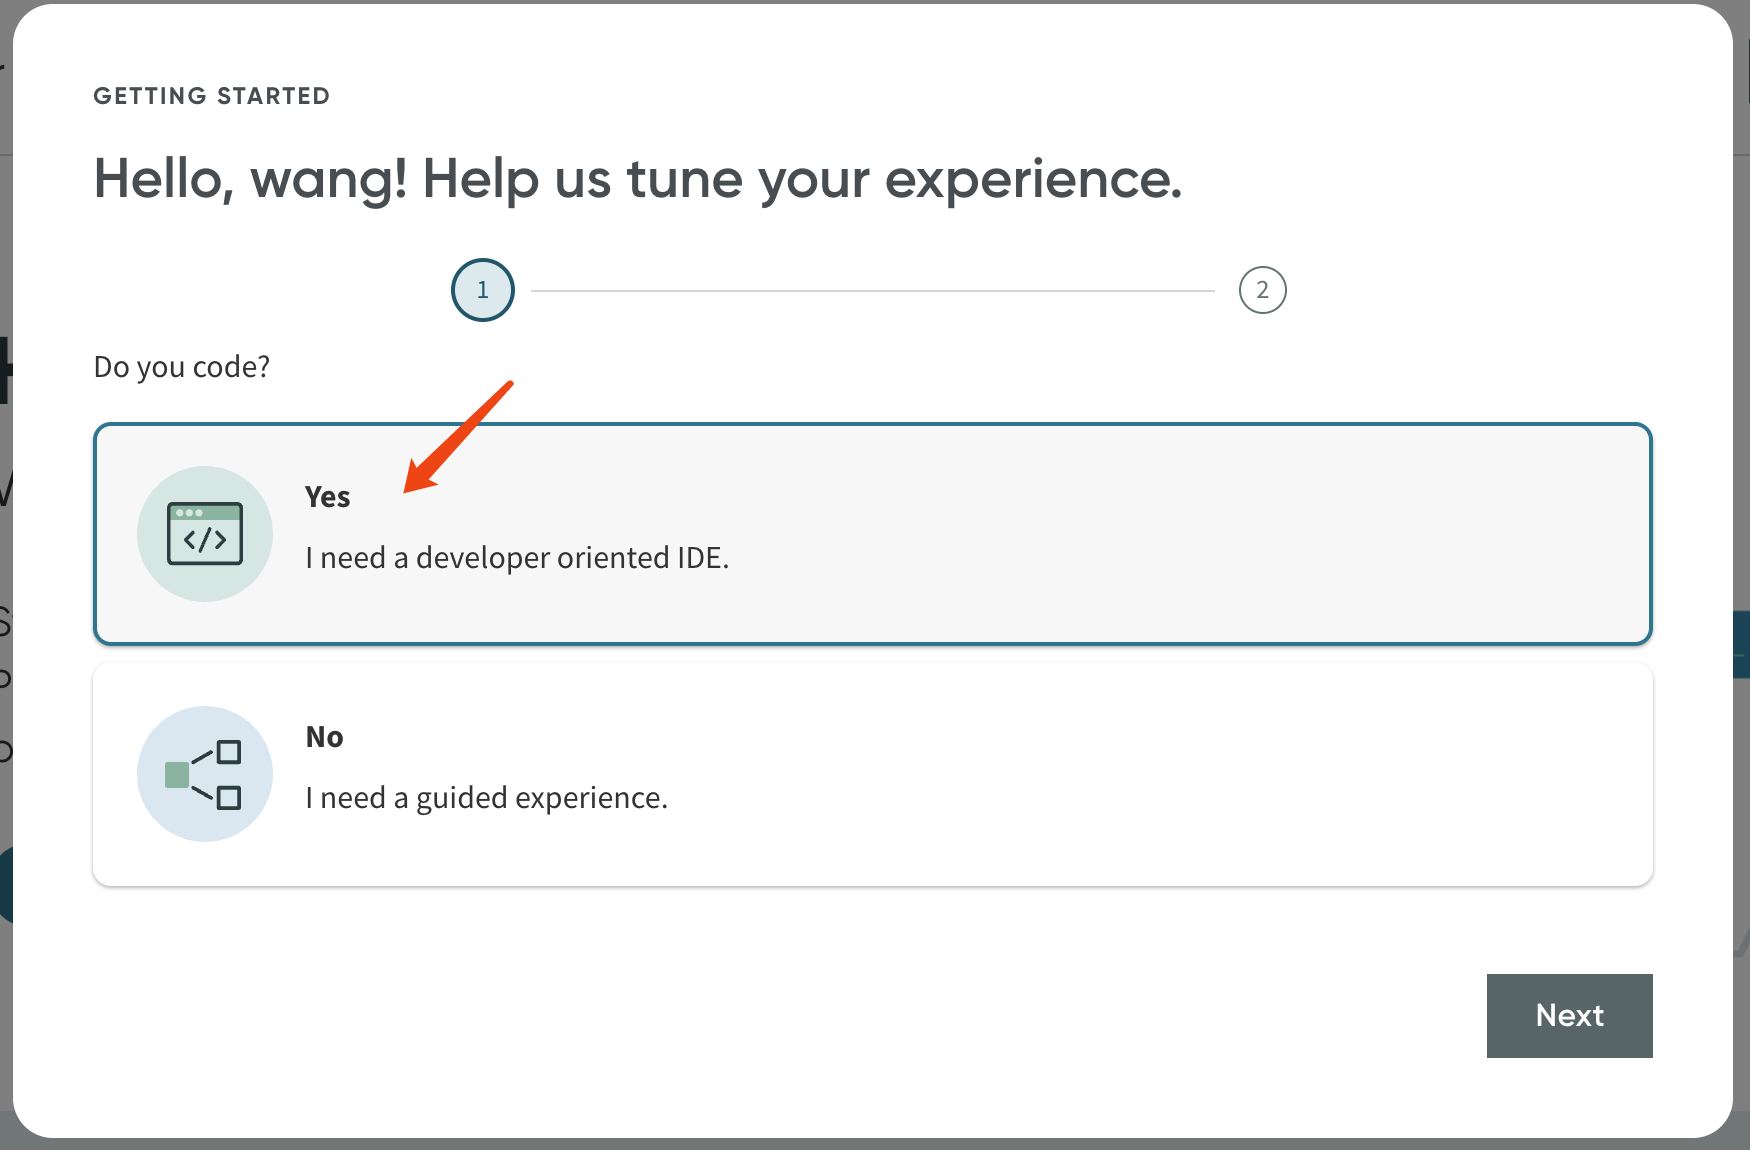 GETTING STARTED
Hello, wang! Help us tune your experience.
1
2
Do you code?
Yes
I need a developer oriented IDE.
No
I need a guided experience.
Next